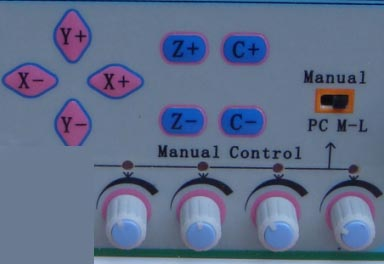 Y+
Z+ C+
X- X+
Manual
Y- Z- C-
PC M-L
Manual Control